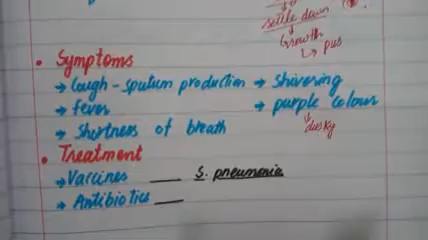 settle down
Growth
↳ pus
• Symptoms
→ Cough - sputum production → Shivering
→ Fever → purple colour
→ Shortness of breath dusky
• Treatment
→ Vaccines ___ S. pneumonia
→ Antibiotics ___